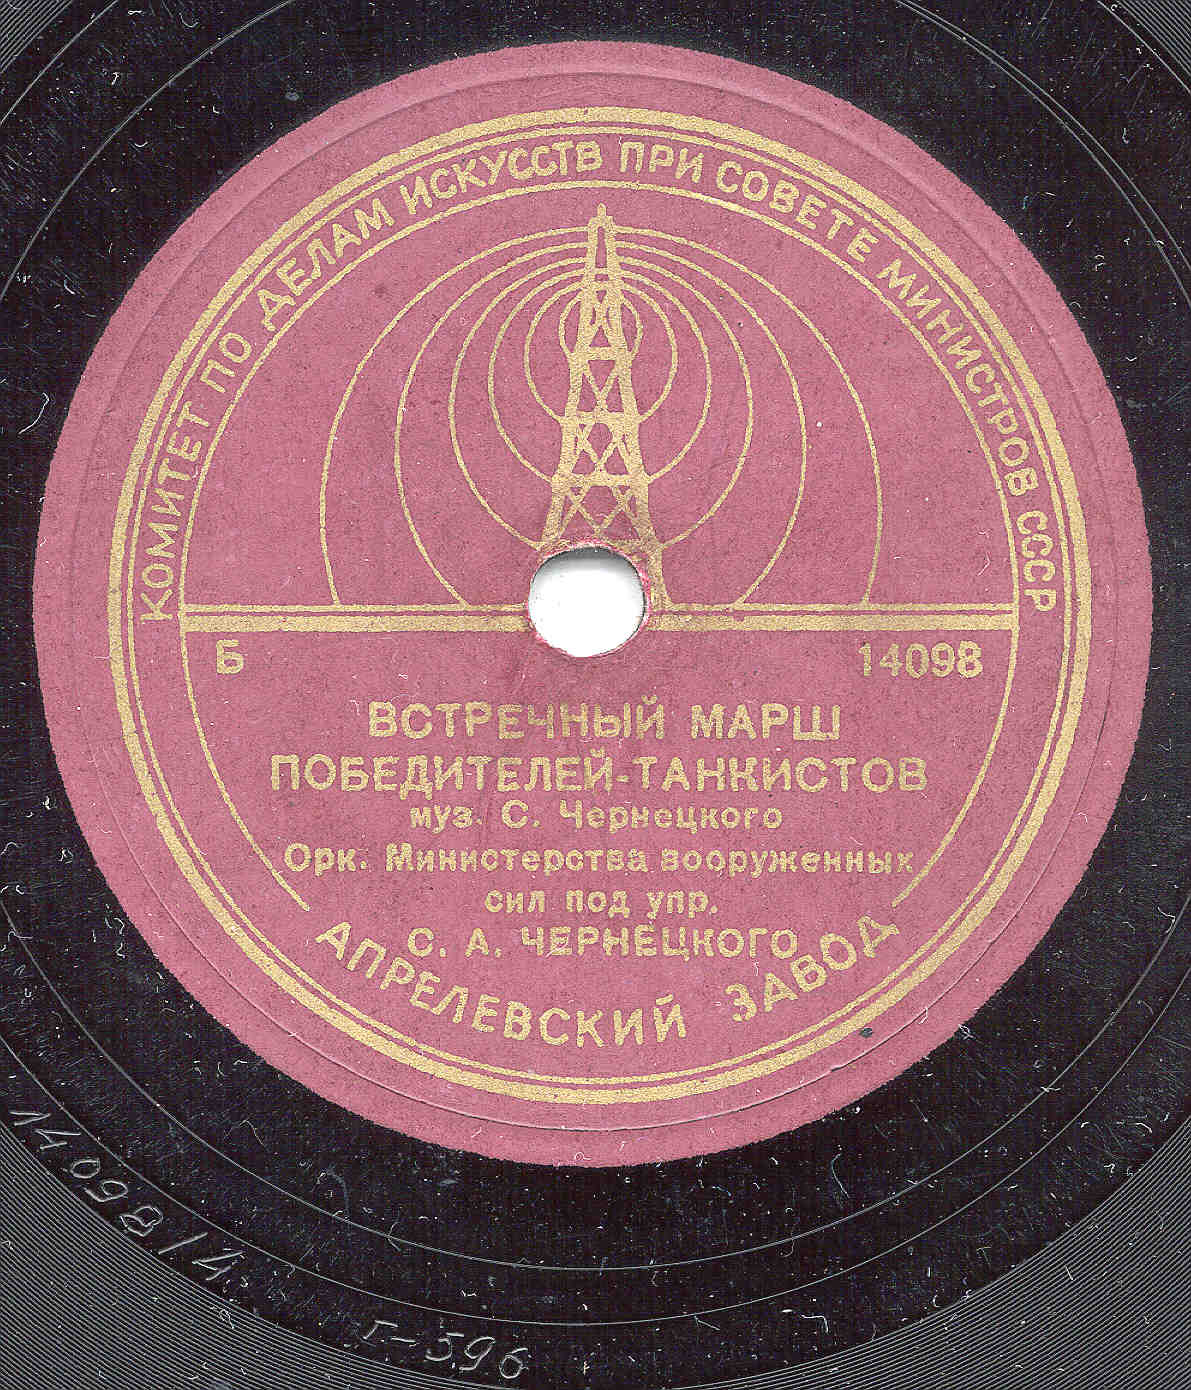 КОМИТЕТ ПО ДЕЛАМ ИСКУССТВ ПРИ СОВЕТЕ МИНИСТРОВ СССР
Б 14098
ВСТРЕЧНЫЙ МАРШ
ПОБЕДИТЕЛЕЙ-ТАНКИСТОВ
муз. С. Чернецкого
Орк. Министерства вооруженных
сил под упр.
С. А. ЧЕРНЕЦКОГО
АПРЕЛЕВСКИЙ ЗАВОД
14098/1
I-596